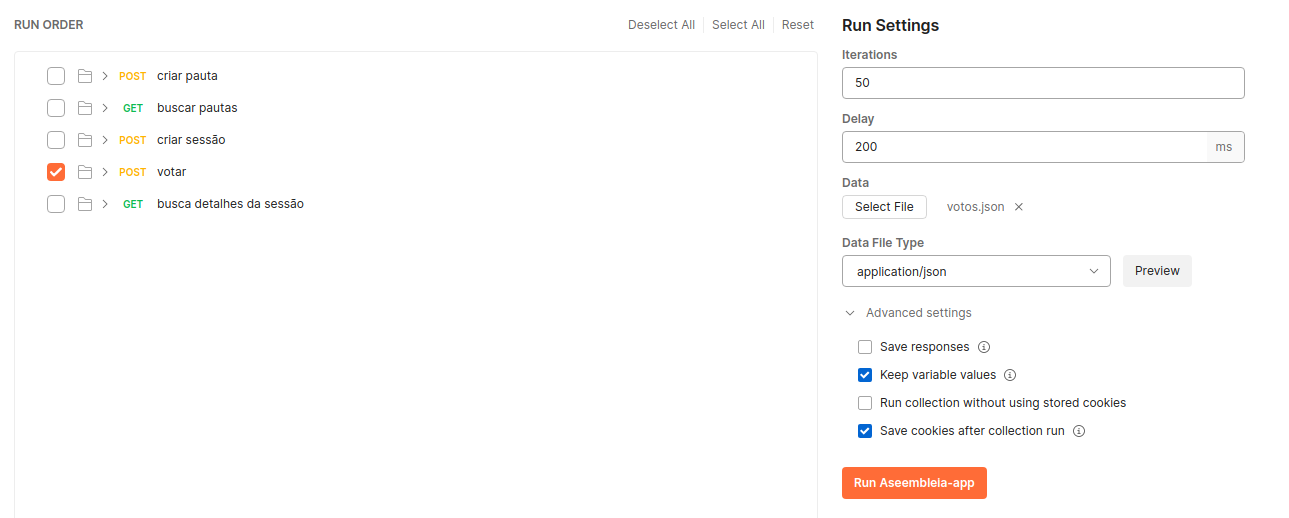 RUN ORDER
Deselect All
Select All
Reset
POST criar pauta
GET buscar pautas
POST criar sessão
POST votar
GET busca detalhes da sessão
Run Settings
Iterations
50
Delay
200 ms
Data
Select File votos.json
Data File Type
application/json
Preview
Advanced settings
Save responses
Keep variable values
Run collection without using stored cookies
Save cookies after collection run
Run Aseembleia-app